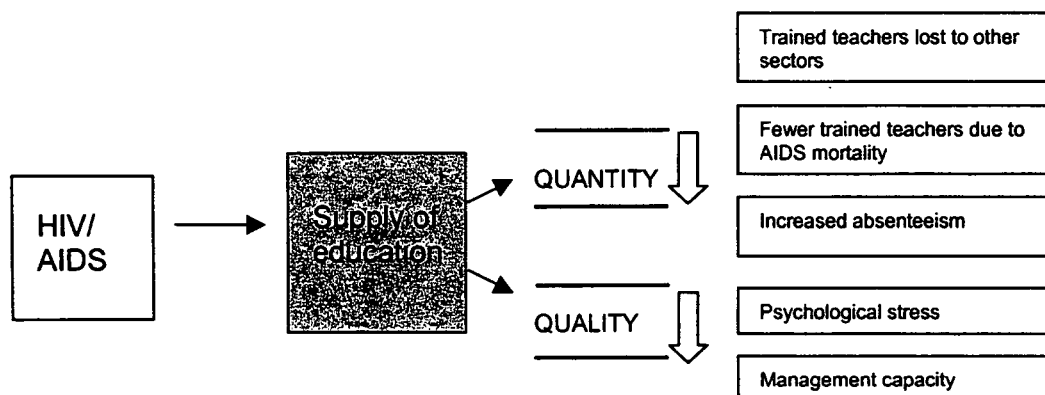 HIV/
AIDS
Supply of
education
QUANTITY
QUALITY
Trained teachers lost to other
sectors
Fewer trained teachers due to
AIDS mortality
Increased absenteeism
Psychological stress
Management capacity